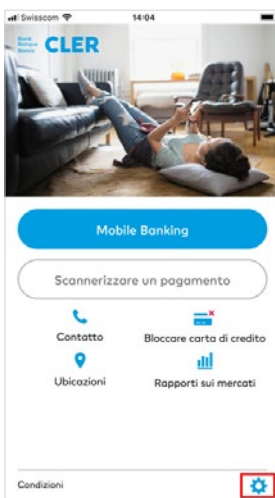 Swisscom 14:04
Bank
Banque
Banca
CLER
Mobile Banking
Scannerizzare un pagamento
Contatto
Bloccare carta di credito
Ubicazioni
Rapporti sui mercati
Condizioni